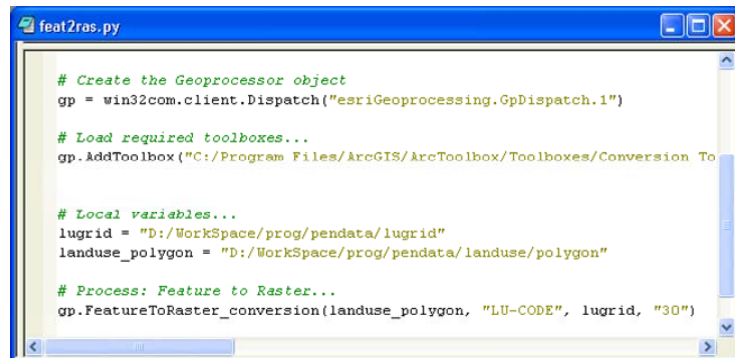 feat2ras.py
# Create the Geoprocessor object
gp = win32com.client.Dispatch("esriGeoprocessing.GpDispatch.1")
# Load required toolboxes...
gp.AddToolbox("C:/Program Files/ArcGIS/ArcToolbox/Toolboxes/Conversion To
# Local variables...
lugrid = "D:/WorkSpace/prog/pendata/lugrid"
landuse_polygon = "D:/WorkSpace/prog/pendata/landuse/polygon"
# Process: Feature to Raster...
gp.FeatureToRaster_conversion(landuse_polygon, "LU-CODE", lugrid, "30")